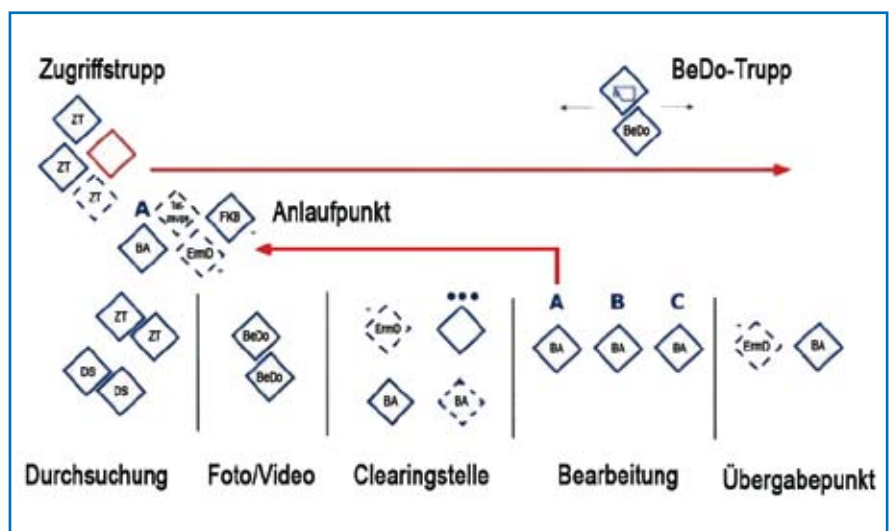 Zugriffstrupp
BeDo-Trupp
ZT
ZT
ZT
BeDo
A
FKB
Anlaufpunkt
BA
ErmD
A B C
ZT
ZT
DS
DS
BeDo
BeDo
ErmD
BA
BA
BA
BA
BA
ErmD
BA
Durchsuchung
Foto/Video
Clearingstelle
Bearbeitung
Übergabepunkt